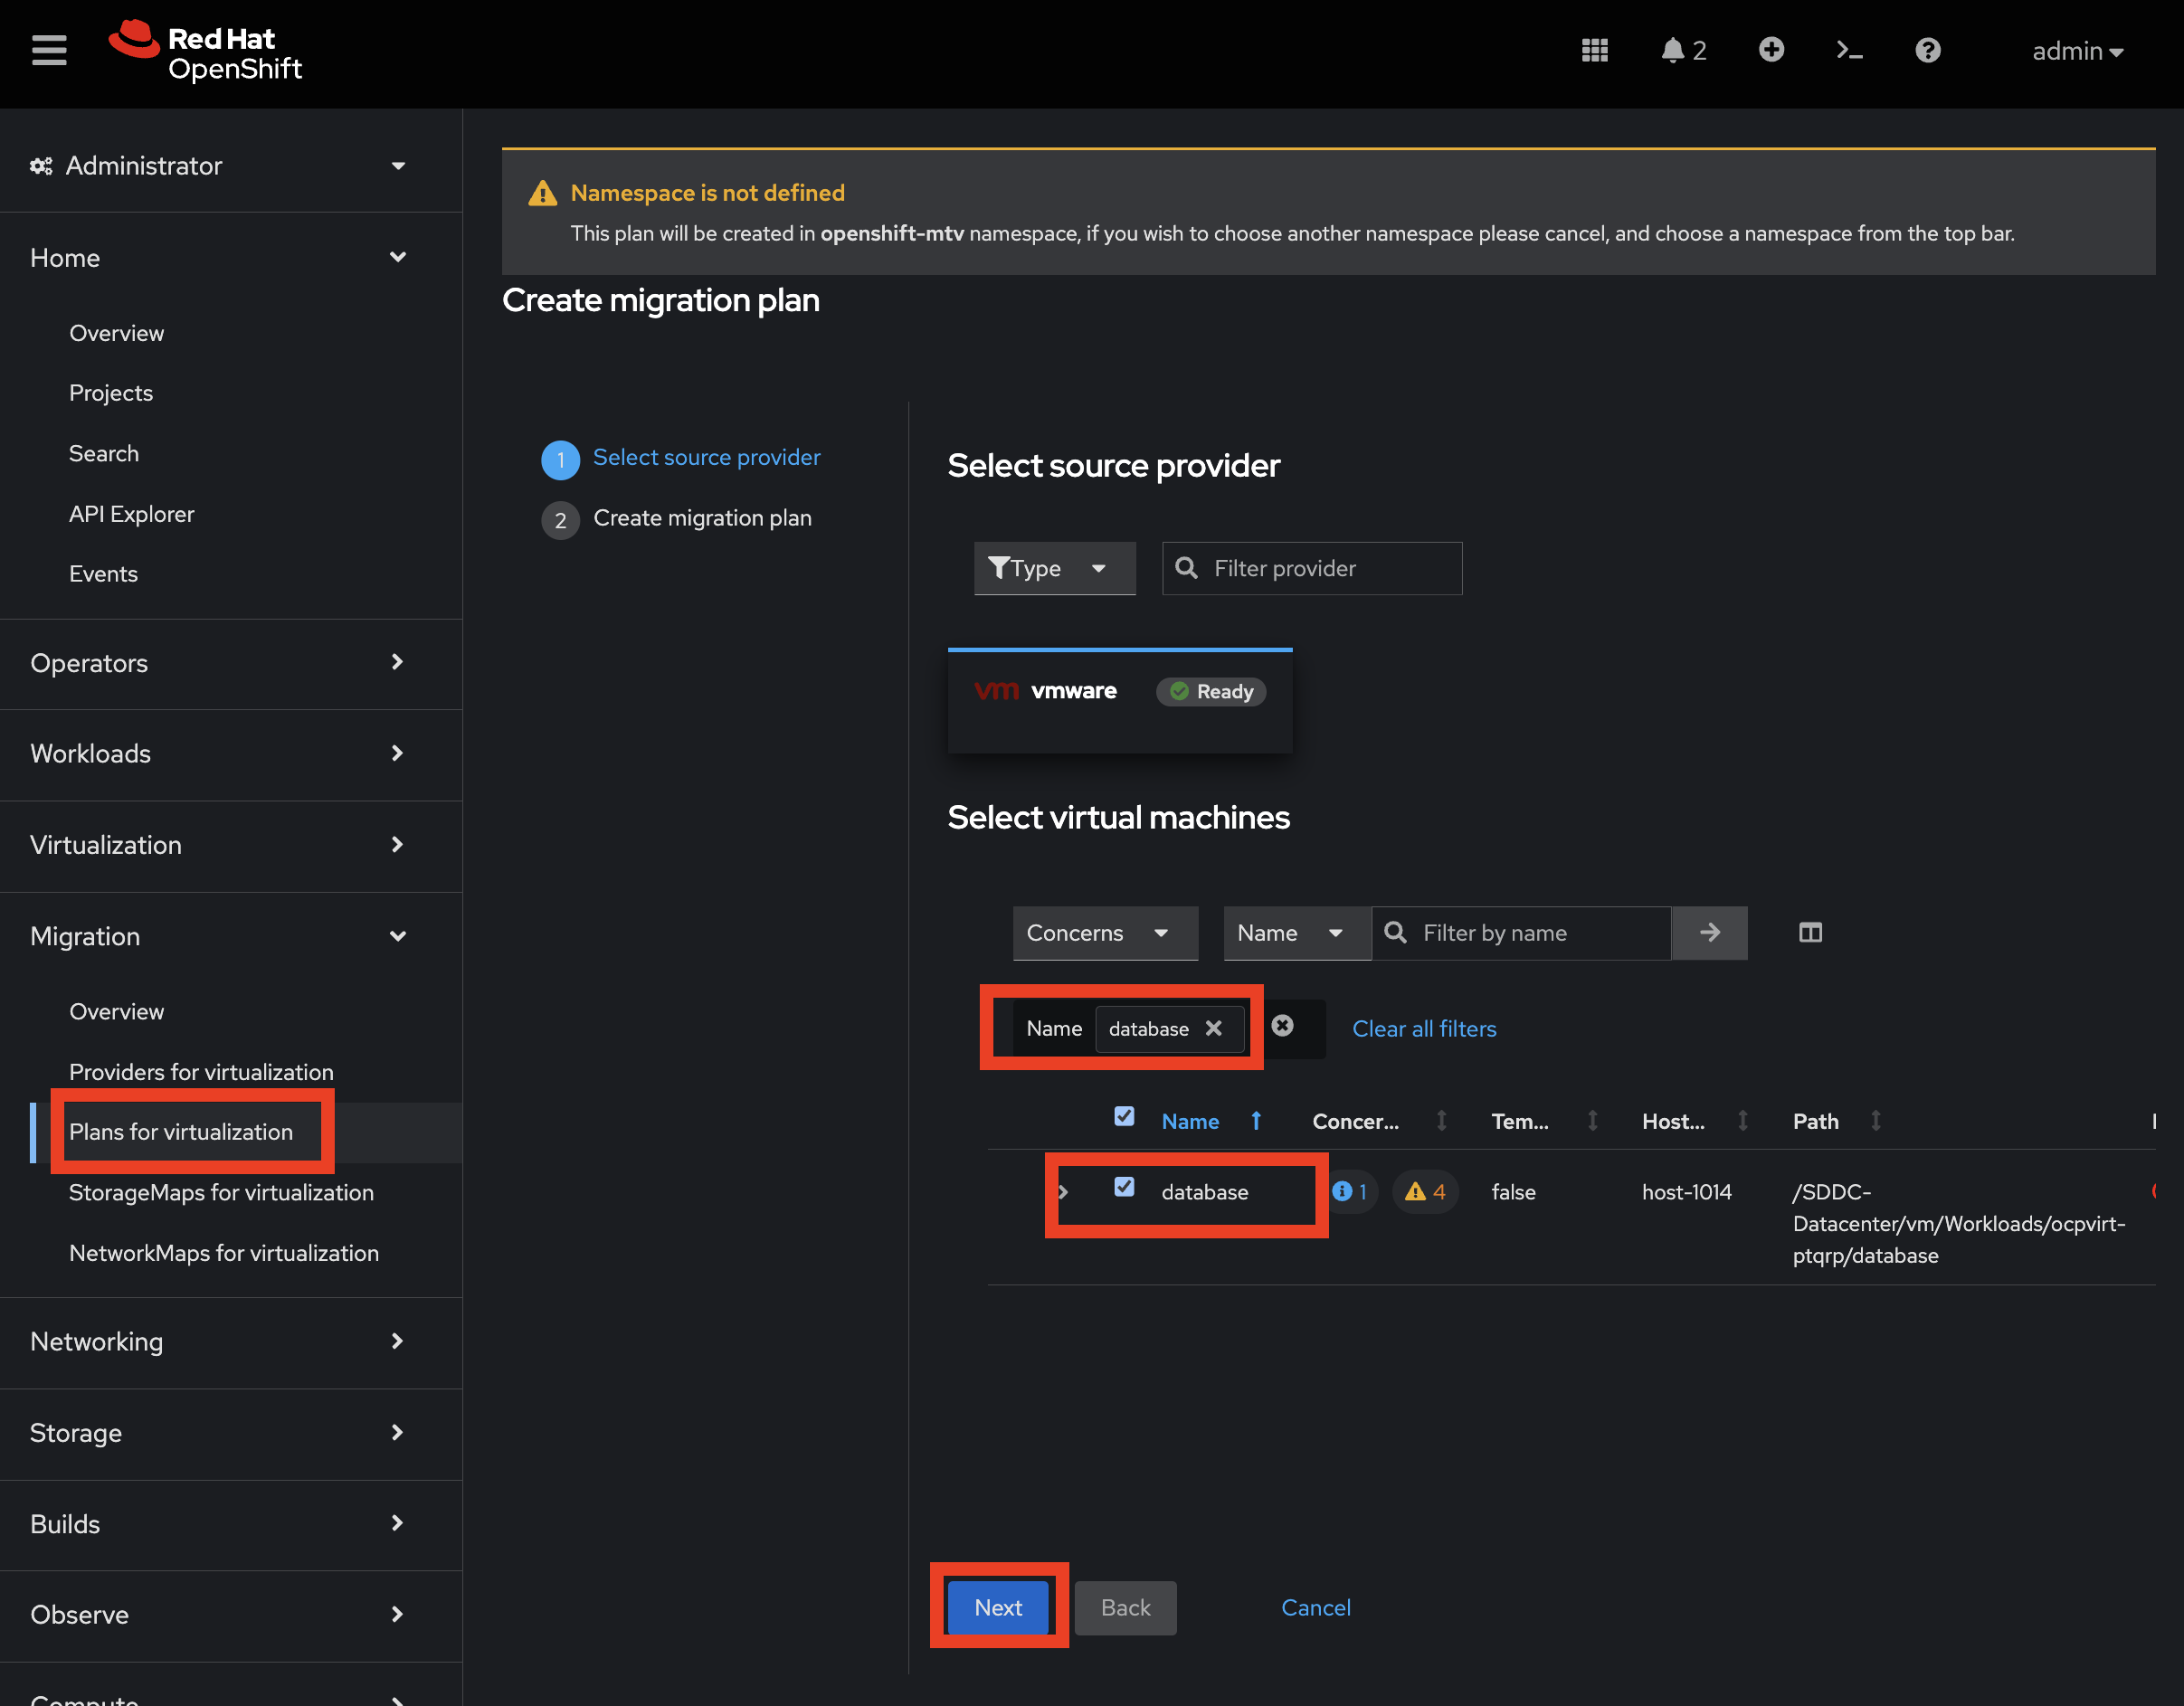 Red Hat
OpenShift
2
admin
Administrator
Home
Overview
Projects
Search
API Explorer
Events
Operators
Workloads
Virtualization
Migration
Overview
Providers for virtualization
Plans for virtualization
StorageMaps for virtualization
NetworkMaps for virtualization
Networking
Storage
Builds
Observe
Compute
Namespace is not defined
This plan will be created in openshift-mtv namespace, if you wish to choose another namespace please cancel, and choose a namespace from the top bar.
Create migration plan
1 Select source provider
2 Create migration plan
Select source provider
Type
Filter provider
vm vmware Ready
Select virtual machines
Concerns
Name
Filter by name
Name database
Clear all filters
Name Concer... Tem... Host... Path
database 1 4 false host-1014 /SDDC-
Datacenter/vm/Workloads/ocpvirt-
ptqrp/database
Next Back Cancel